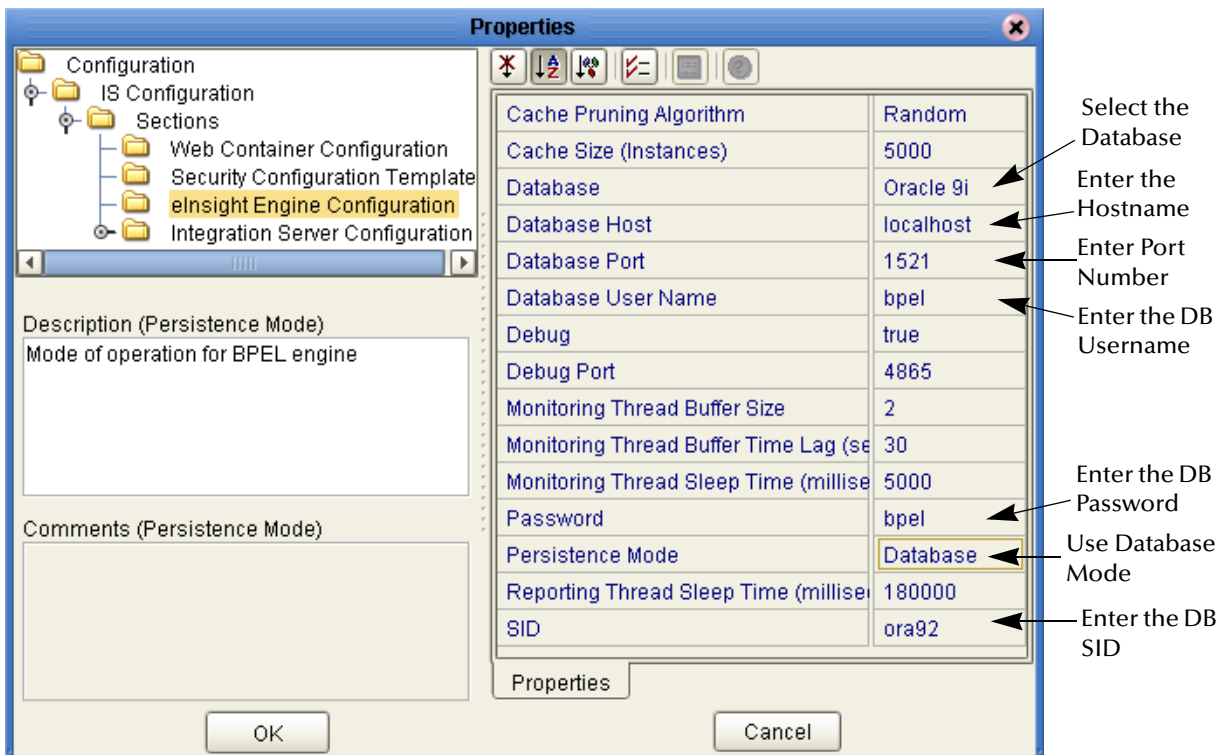 Properties
Configuration
IS Configuration
Sections
Web Container Configuration
Security Configuration Template
eInsight Engine Configuration
Integration Server Configuration
Description (Persistence Mode)
Mode of operation for BPEL engine
Comments (Persistence Mode)
OK
Cache Pruning Algorithm Random
Cache Size (Instances) 5000
Database Oracle 9i
Database Host localhost
Database Port 1521
Database User Name bpel
Debug true
Debug Port 4865
Monitoring Thread Buffer Size 2
Monitoring Thread Buffer Time Lag (se 30
Monitoring Thread Sleep Time (millise 5000
Password bpel
Persistence Mode Database
Reporting Thread Sleep Time (millise 180000
SID ora92
Properties
Cancel
Select the
Database
Enter the
Hostname
Enter Port
Number
Enter the DB
Username
Enter the DB
Password
Use Database
Mode
Enter the DB
SID